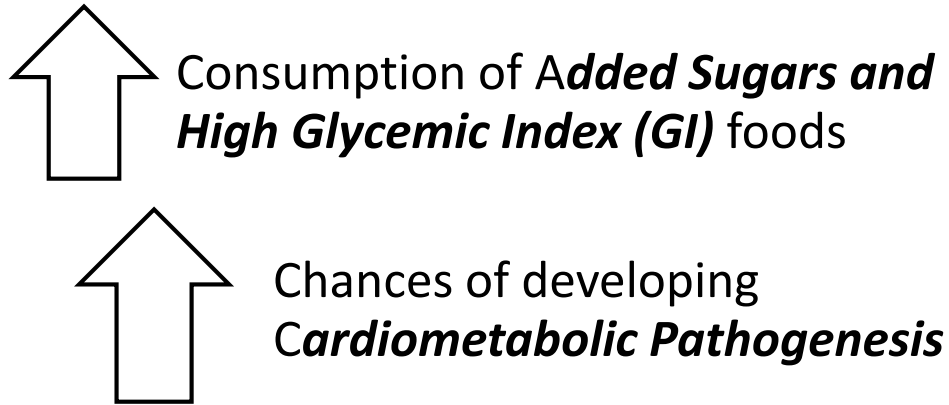 Consumption of Added Sugars and
High Glycemic Index (GI) foods
Chances of developing
Cardiometabolic Pathogenesis